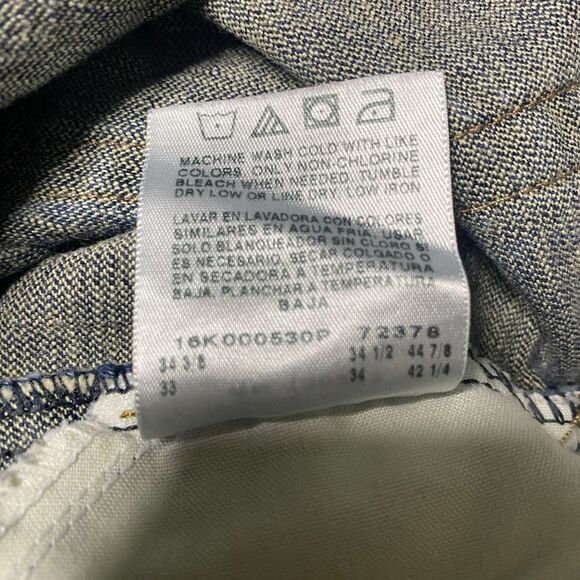 MACHINE WASH COLD WITH LIKE
COLORS. ONLY NON-CHLORINE
BLEACH WHEN NEEDED. TUMBLE
DRY LOW OR LINE DRY. LOW IRON
LAVAR EN LAVADORA CON COLORES
SIMILARES EN AGUA FRIA. USAR
SOLO BLANQUEADOR SIN CLORO SI
ES NECESARIO, SECAR COLGADO O
EN SECADORA A TEMPERATURA
BAJA, PLANCHAR A TEMPERATURA
BAJA
16K000530P 72378
34 3/8 34 1/2 44 7/8
33 34 42 1/4